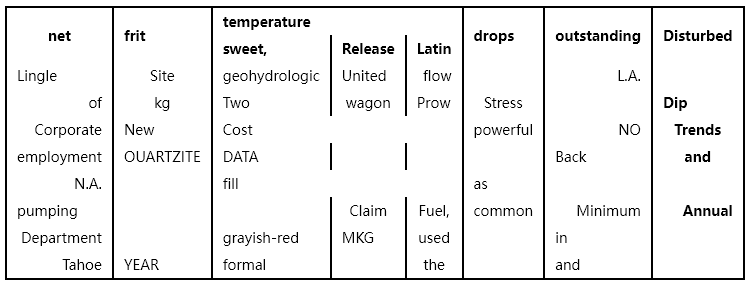 net frit temperature drops outstanding Disturbed
sweet, Release Latin
Lingle Site geohydrologic United flow L.A.
of kg Two wagon Prow Stress Dip
Corporate New Cost powerful NO Trends
employment OUARTZITE DATA Back and
N.A. fill as
pumping Claim Fuel, common Minimum Annual
Department grayish-red MKG used in
Tahoe YEAR formal the and